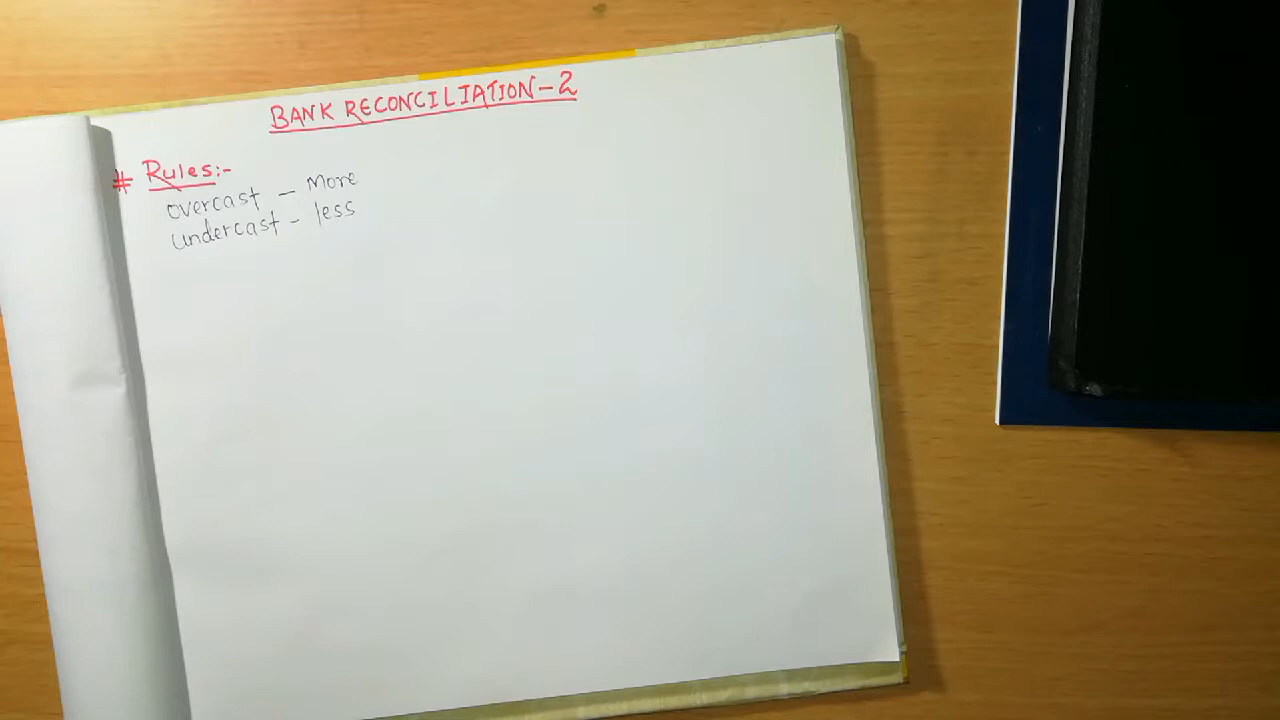 BANK RECONCILIATION-2
# Rules:-
overcast - More
undercast - less